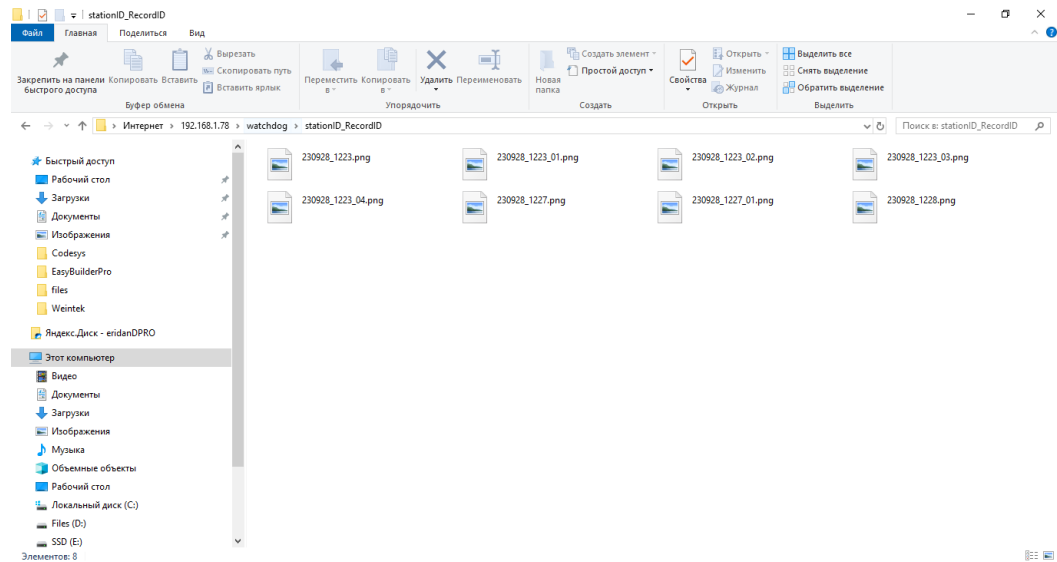 stationID_RecordID
Файл Главная Поделиться Вид
Закрепить на панели быстрого доступа
Копировать
Вставить
Вырезать
Скопировать путь
Вставить ярлык
Буфер обмена
Переместить в
Копировать в
Удалить
Переименовать
Упорядочить
Новая папка
Создать элемент
Простой доступ
Создать
Свойства
Открыть
Изменить
Журнал
Открыть
Выделить все
Снять выделение
Обратить выделение
Выделить
Интернет > 192.168.1.78 > watchdog > stationID_RecordID
Поиск в: stationID_RecordID
Быстрый доступ
Рабочий стол
Загрузки
Документы
Изображения
Codesys
EasyBuilderPro
files
Weintek
Яндекс.Диск - eridanDPRO
Этот компьютер
Видео
Документы
Загрузки
Изображения
Музыка
Объемные объекты
Рабочий стол
Локальный диск (C:)
Files (D:)
SSD (E:)
230928_1223.png 230928_1223_01.png 230928_1223_02.png 230928_1223_03.png
230928_1223_04.png 230928_1227.png 230928_1227_01.png 230928_1228.png
Элементов: 8